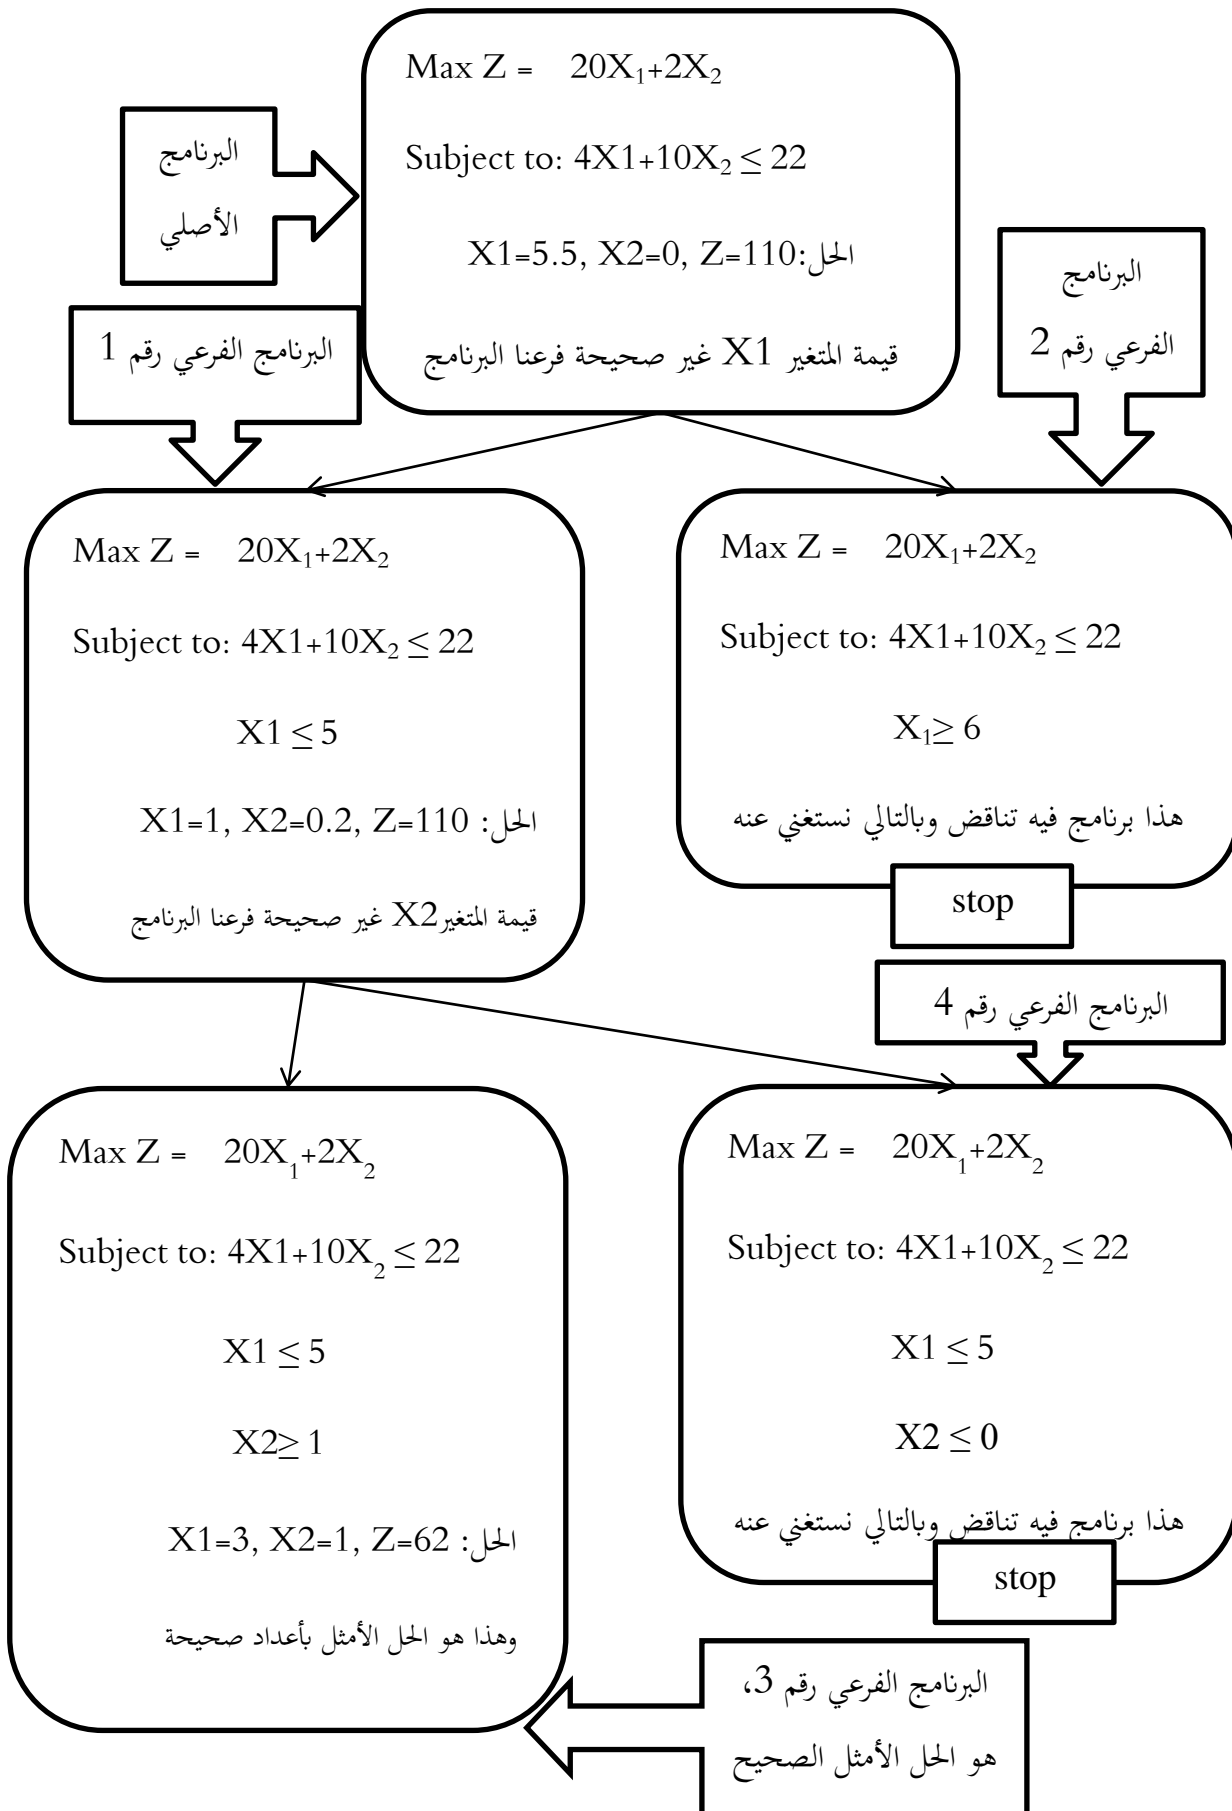 Max Z = 20X₁+2X₂
Subject to: 4X1+10X₂ ≤ 22
الحل: X1=5.5, X2=0, Z=110
قيمة المتغير X1 غير صحيحة فرعنا البرنامج
البرنامج
الأصلي
البرنامج الفرعي رقم 1
البرنامج
الفرعي رقم 2
Max Z = 20X₁+2X₂
Subject to: 4X1+10X₂ ≤ 22
X1 ≤ 5
الحل: X1=1, X2=0.2, Z=110
قيمة المتغير X2 غير صحيحة فرعنا البرنامج
Max Z = 20X₁+2X₂
Subject to: 4X1+10X₂ ≤ 22
X₁≥ 6
هذا برنامج فيه تناقض وبالتالي نستغني عنه
stop
البرنامج الفرعي رقم 4
Max Z = 20X₁+2X₂
Subject to: 4X1+10X₂ ≤ 22
X1 ≤ 5
X2≥ 1
الحل: X1=3, X2=1, Z=62
وهذا هو الحل الأمثل بأعداد صحيحة
Max Z = 20X₁+2X₂
Subject to: 4X1+10X₂ ≤ 22
X1 ≤ 5
X2 ≤ 0
هذا برنامج فيه تناقض وبالتالي نستغني عنه
stop
البرنامج الفرعي رقم 3،
هو الحل الأمثل الصحيح